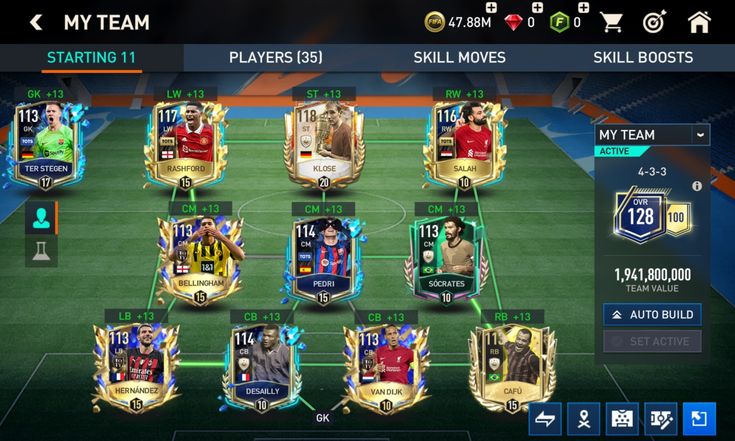 MY TEAM
47.88M
0
0
STARTING 11
PLAYERS (35)
SKILL MOVES
SKILL BOOSTS
GK +13
113
GK
TOTS
TER STEGEN
17
LW +13
117
LW
TOTS
RASHFORD
15
ST +13
118
ST
KLOSE
20
RW +13
116
RW
TOTS
SALAH
10
CM +13
113
CM
BELLINGHAM
15
CM +13
114
CM
TOTS
PEDRI
15
CM +13
113
CM
SÓCRATES
10
LB +13
113
LB
HERNÁNDEZ
15
CB +13
114
CB
DESAILLY
10
CB +13
113
CB
VAN DIJK
10
RB +13
113
RB
CAFÚ
15
GK
MY TEAM
ACTIVE
4-3-3
OVR
128
100
1,941,800,000
TEAM VALUE
AUTO BUILD
SET ACTIVE